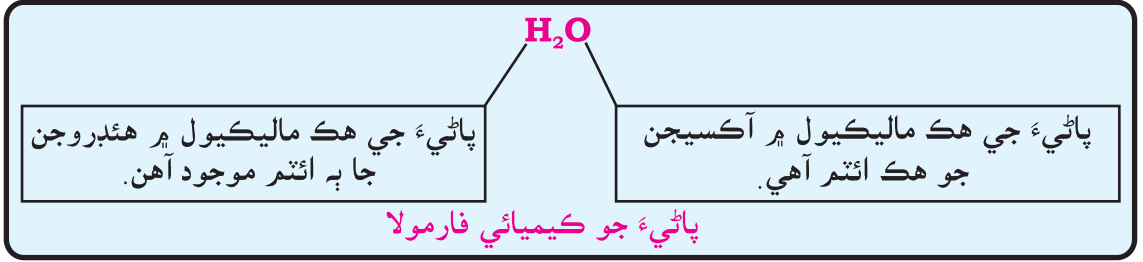 H₂O
پاڻيءَ جي هڪ ماليڪيول ۾ آڪسيجن
جو هڪ ائٽم آهي.
پاڻيءَ جي هڪ ماليڪيول ۾ هئڊروجن
جا ٻه ائٽم موجود آهن.
پاڻيءَ جو ڪيميائي فارمولا